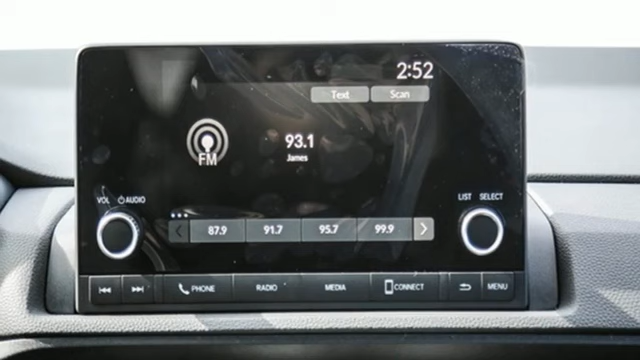 2:52
Text Scan
93.1
James
FM
VOL AUDIO
LIST SELECT
87.9 91.7 95.7 99.9
PHONE RADIO MEDIA CONNECT MENU